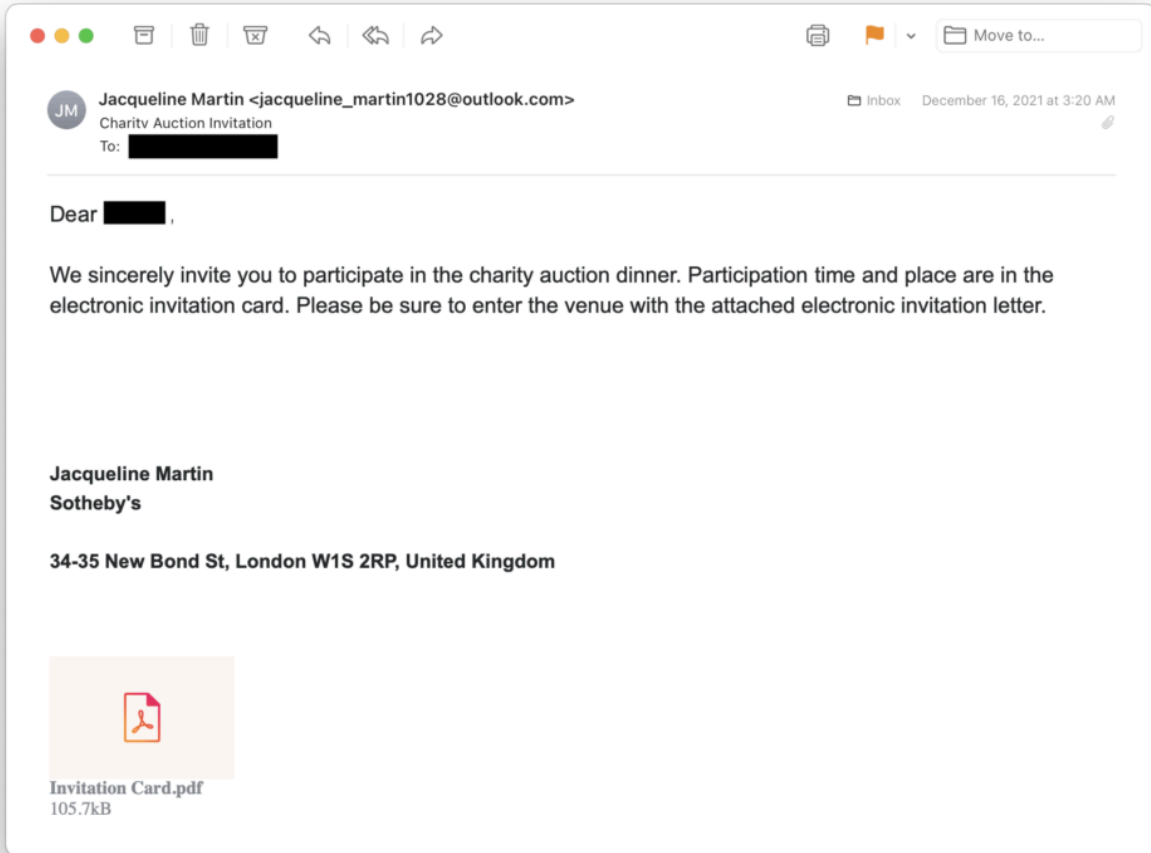 Move to...
JM
Jacqueline Martin <jacqueline_martin1028@outlook.com>
Inbox
December 16, 2021 at 3:20 AM
Charity Auction Invitation
To:
Dear ,
We sincerely invite you to participate in the charity auction dinner. Participation time and place are in the
electronic invitation card. Please be sure to enter the venue with the attached electronic invitation letter.
Jacqueline Martin
Sotheby's
34-35 New Bond St, London W1S 2RP, United Kingdom
Invitation Card.pdf
105.7kB